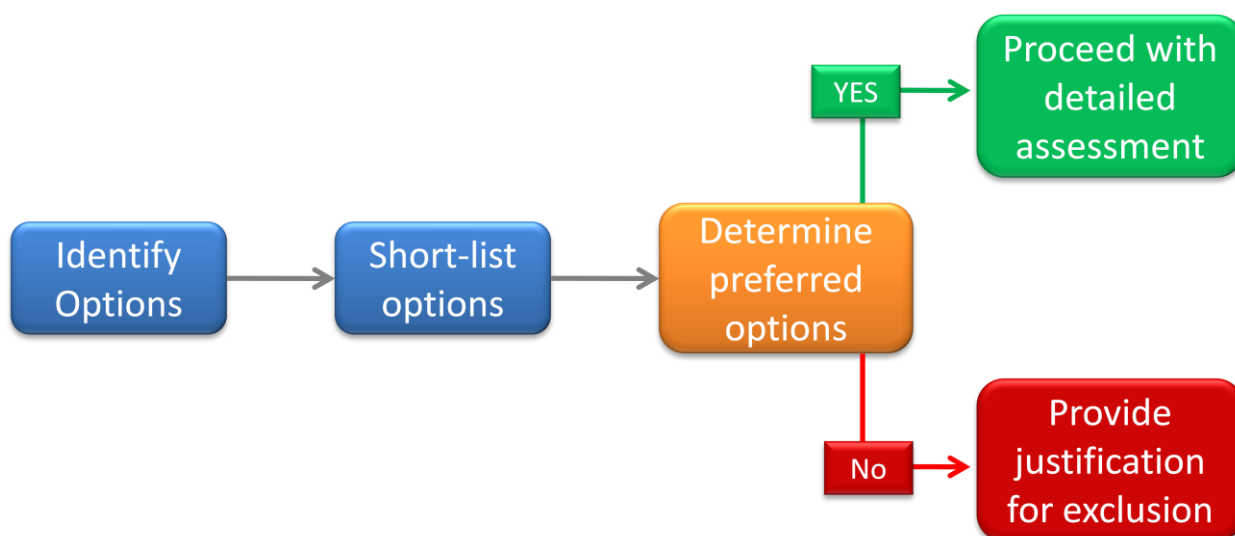 Identify
Options
Short-list
options
Determine
preferred
options
YES
Proceed with
detailed
assessment
No
Provide
justification
for exclusion